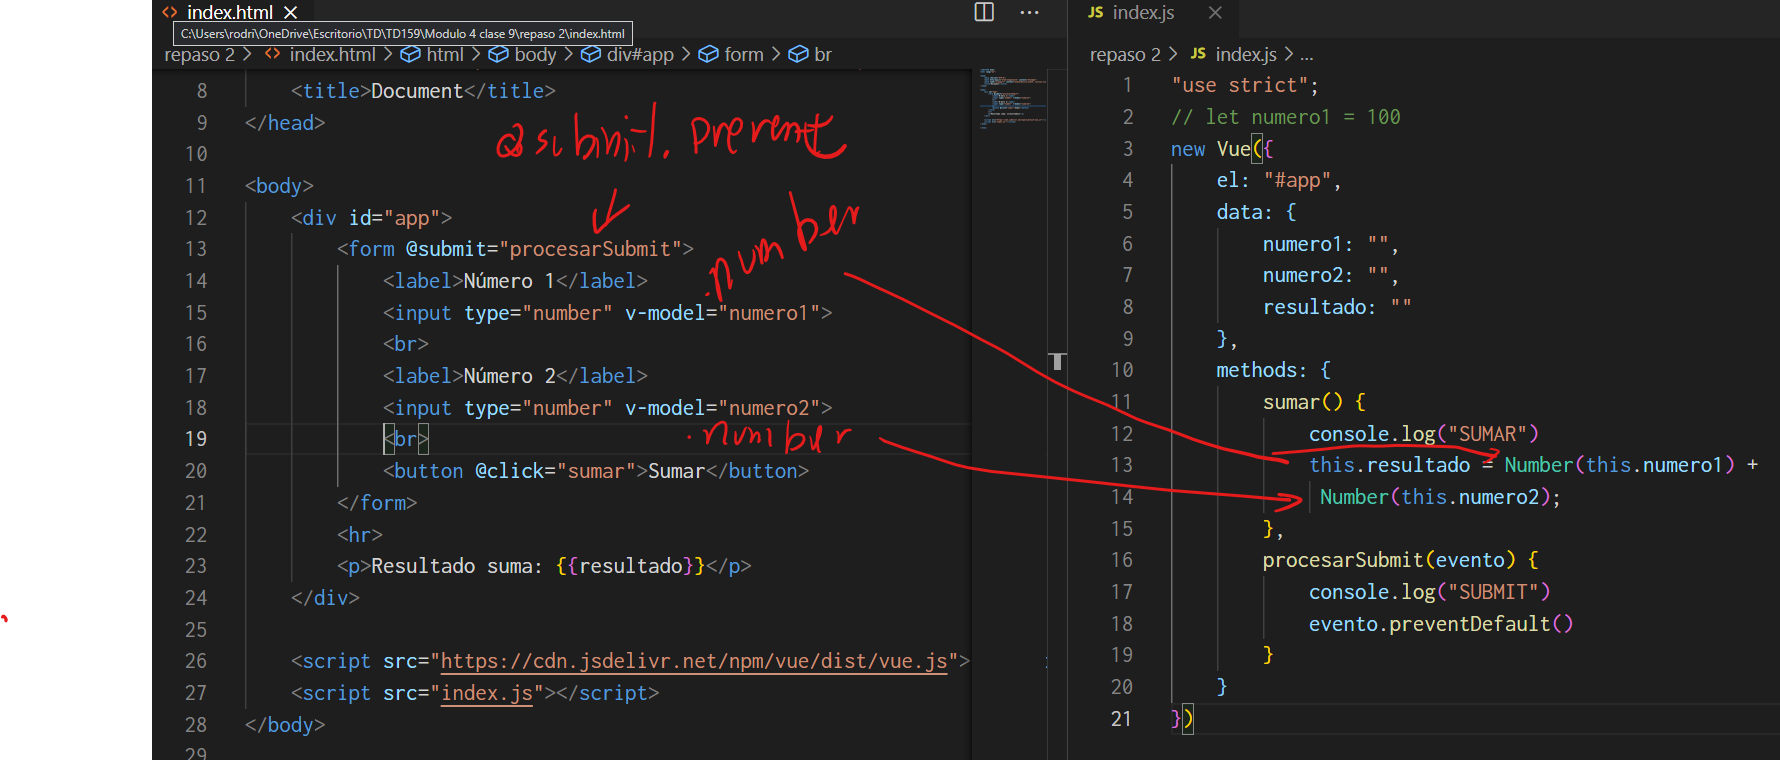 index.html
C:\Users\rodri\OneDrive\Escritorio\TD\TD159\Modulo 4 clase 9\repaso 2\index.html
repaso 2 > index.html > html > body > div#app > form > br
8 <title>Document</title>
9 </head>
10
@submit. Prevent
11 <body>
12 <div id="app">
13 <form @submit="procesarSubmit">
.number
14 <label>Número 1</label>
15 <input type="number" v-model="numero1">
16 <br>
17 <label>Número 2</label>
18 <input type="number" v-model="numero2">
.number
19 <br>
20 <button @click="sumar">Sumar</button>
21 </form>
22 <hr>
23 <p>Resultado suma: {{resultado}}</p>
24 </div>
25
26 <script src="https://cdn.jsdelivr.net/npm/vue/dist/vue.js">
27 <script src="index.js"></script>
28 </body>
29
JS index.js
repaso 2 > JS index.js > ...
1 "use strict";
2 // let numero1 = 100
3 new Vue({
4 el: "#app",
5 data: {
6 numero1: "",
7 numero2: "",
8 resultado: ""
9 },
10 methods: {
11 sumar() {
12 console.log("SUMAR")
13 this.resultado = Number(this.numero1) +
14 Number(this.numero2);
15 },
16 procesarSubmit(evento) {
17 console.log("SUBMIT")
18 evento.preventDefault()
19 }
20 }
21 })